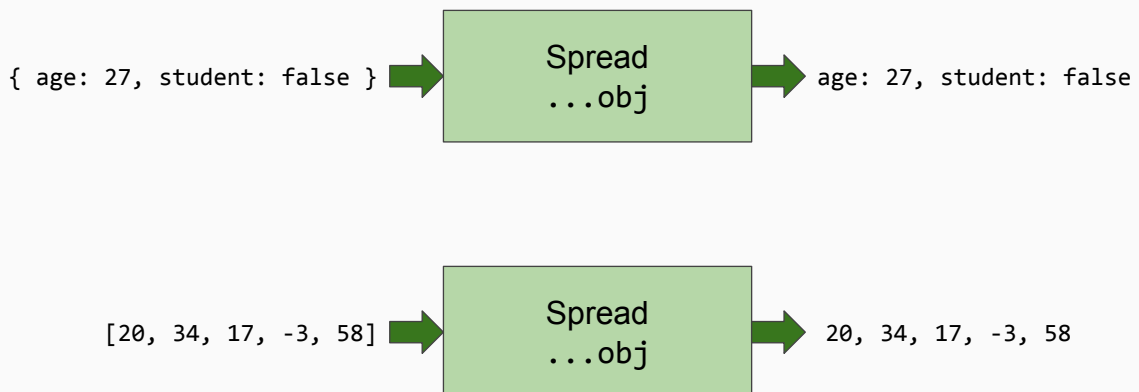 { age: 27, student: false }
Spread
...obj
age: 27, student: false
[20, 34, 17, -3, 58]
Spread
...obj
20, 34, 17, -3, 58